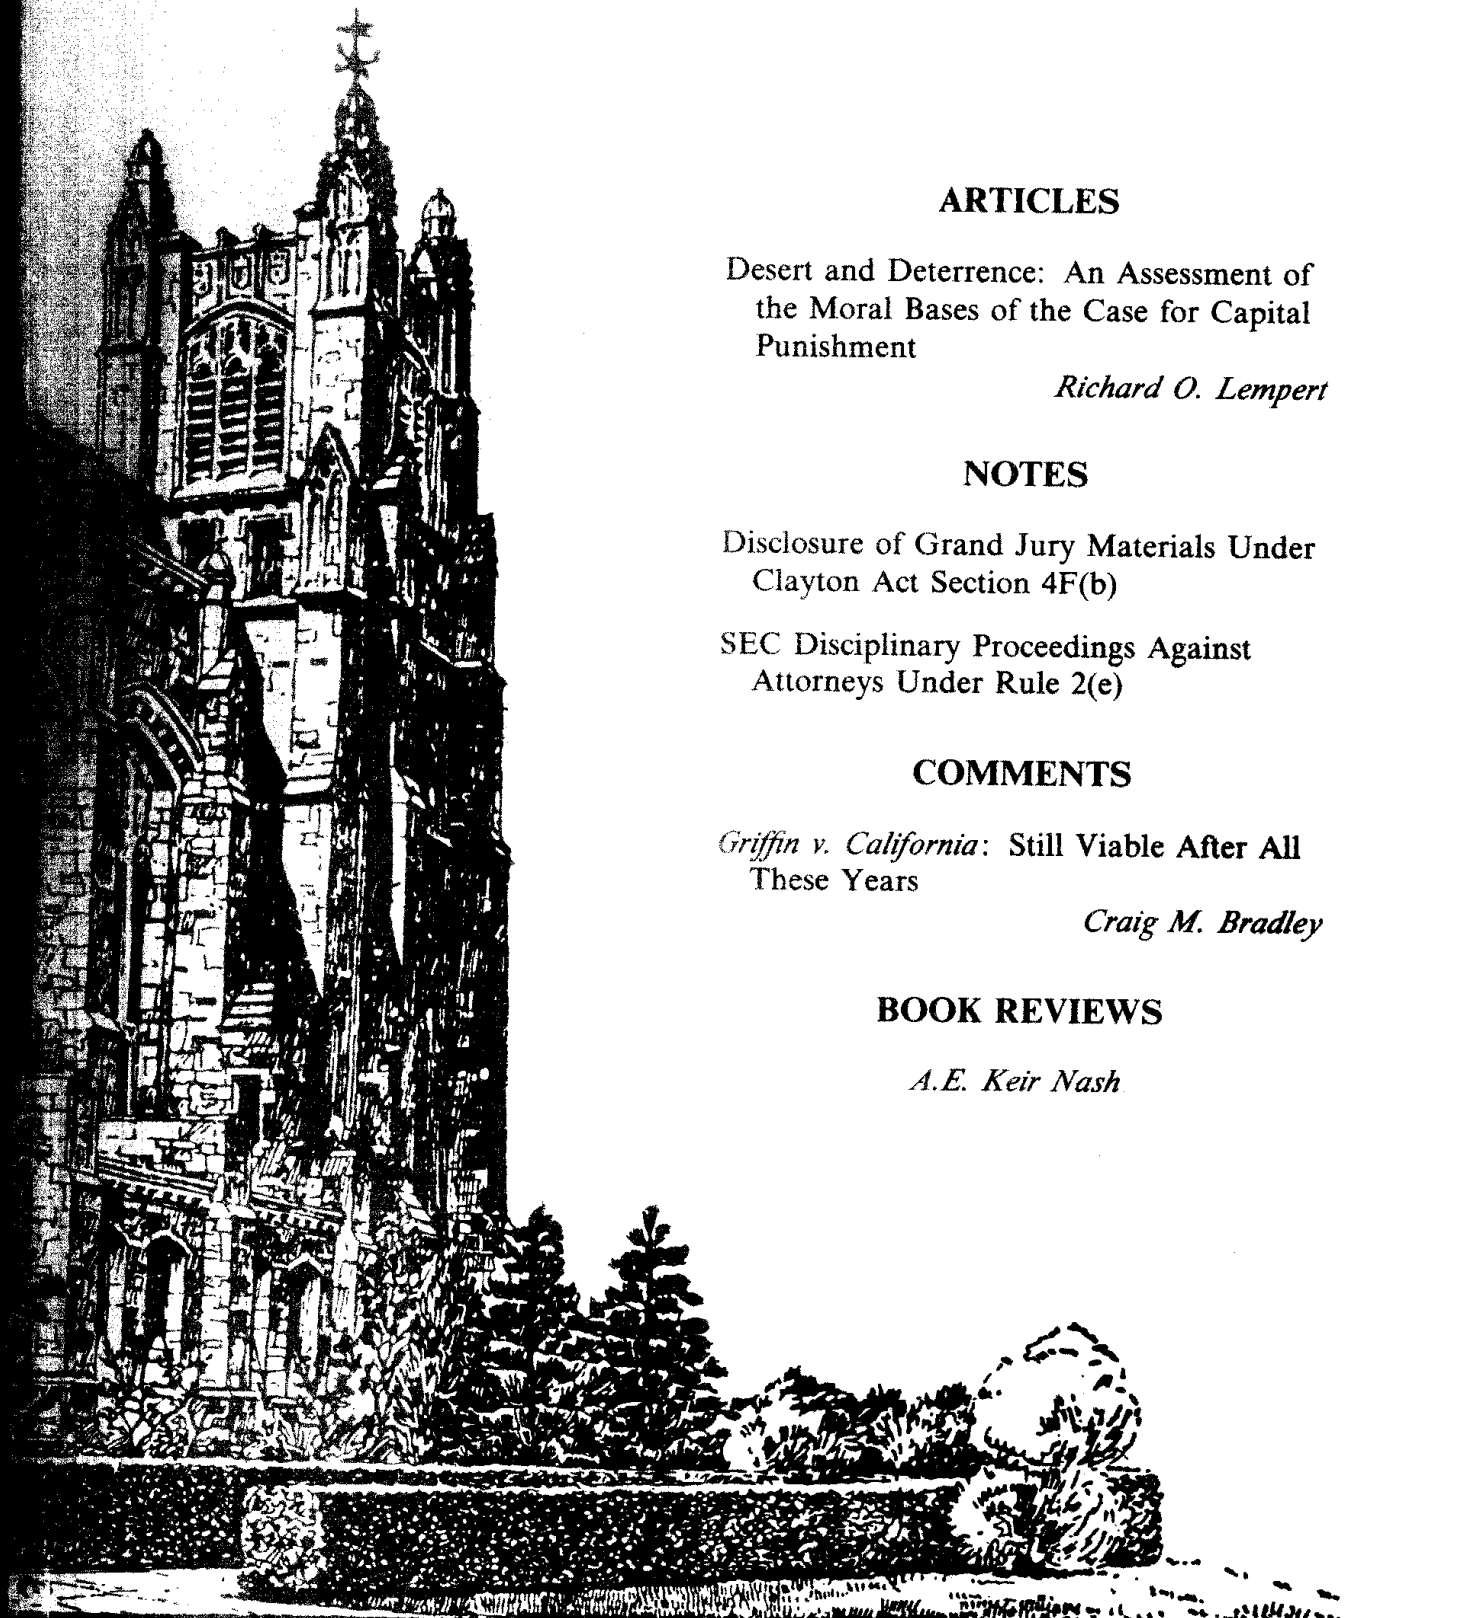 ARTICLES
Desert and Deterrence: An Assessment of
the Moral Bases of the Case for Capital
Punishment
Richard O. Lempert
NOTES
Disclosure of Grand Jury Materials Under
Clayton Act Section 4F(b)
SEC Disciplinary Proceedings Against
Attorneys Under Rule 2(e)
COMMENTS
Griffin v. California: Still Viable After All
These Years
Craig M. Bradley
BOOK REVIEWS
A.E. Keir Nash